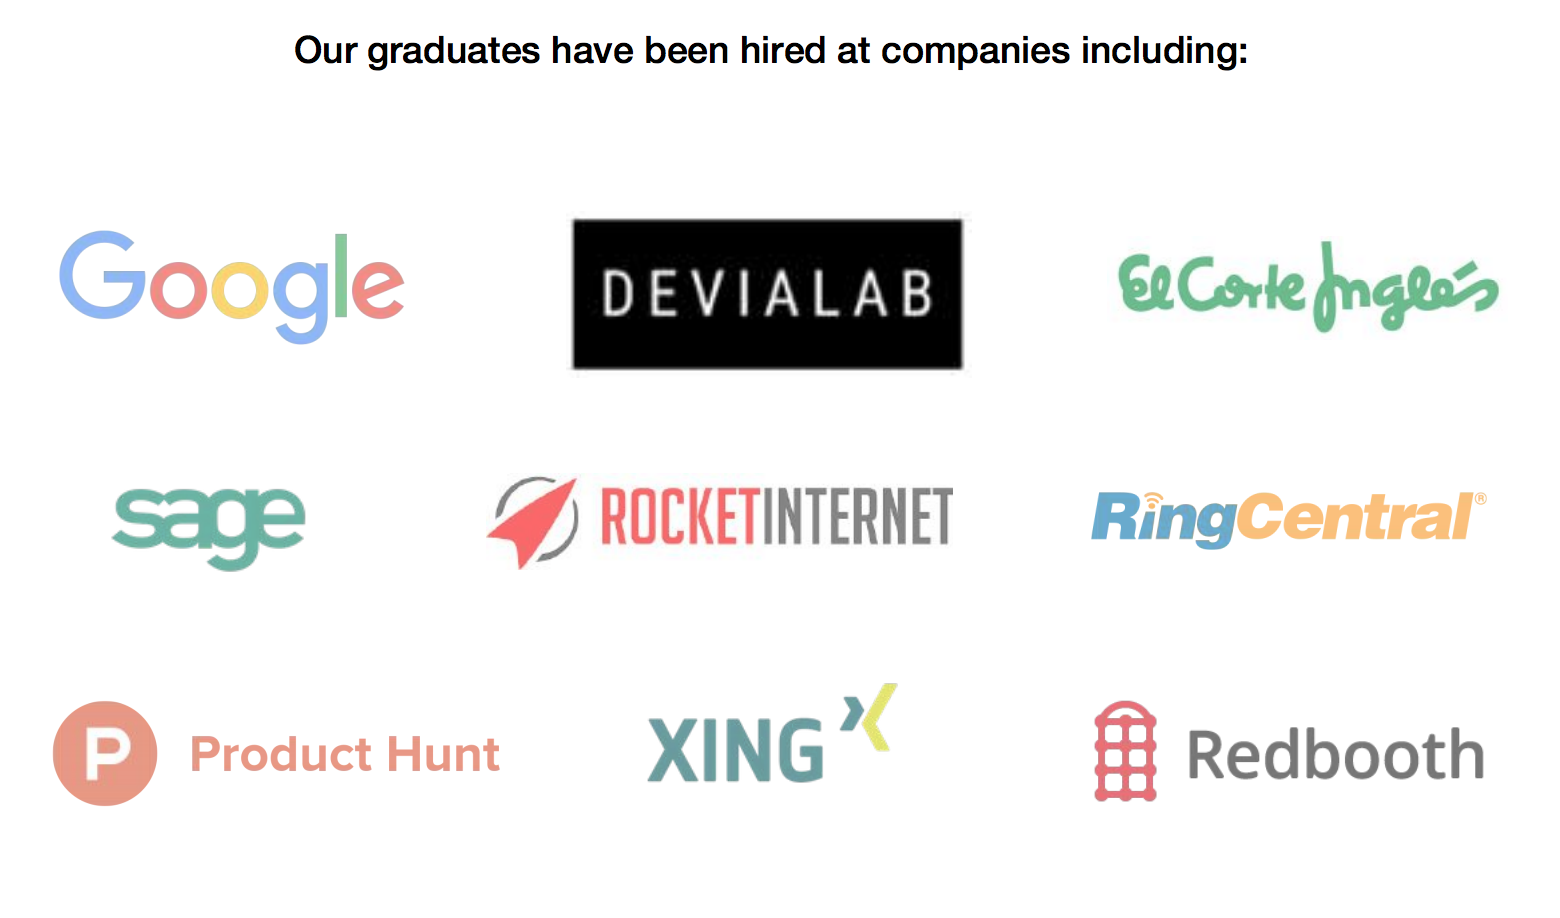 Our graduates have been hired at companies including:
Google
DEVIALAB
El Corte Inglés
sage
ROCKETINTERNET
RingCentral®
P Product Hunt
XING
Redbooth